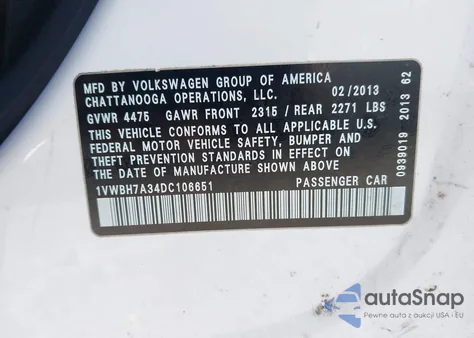 MFD BY VOLKSWAGEN GROUP OF AMERICA
CHATTANOOGA OPERATIONS, LLC. 02/2013
GVWR 4475 GAWR FRONT 2315 / REAR 2271 LBS
THIS VEHICLE CONFORMS TO ALL APPLICABLE U.S.
FEDERAL MOTOR VEHICLE SAFETY, BUMPER AND
THEFT PREVENTION STANDARDS IN EFFECT ON
THE DATE OF MANUFACTURE SHOWN ABOVE
1VWBH7A34DC106651 PASSENGER CAR
0939019 2013 62
autoSnap
Pewne auta z aukcji USA i EU